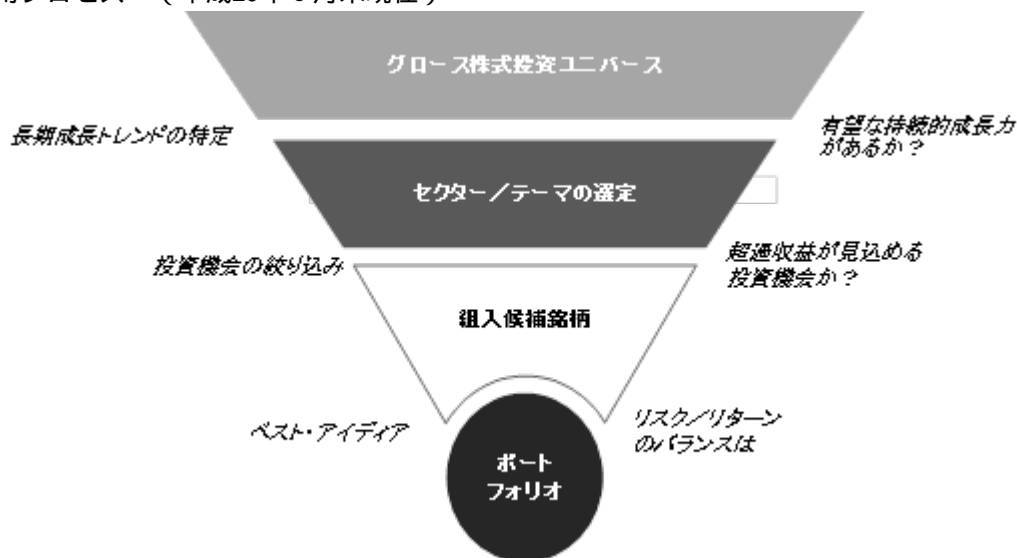 グロース株式投資ユニバース
長期成長トレンドの特定
有望な持続的成長力
があるか？
セクター／テーマの選定
投資機会の絞り込み
超過収益が見込める
投資機会か？
組入候補銘柄
ベスト・アイディア
リスク／リターン
のバランスは
ポート
フォリオ